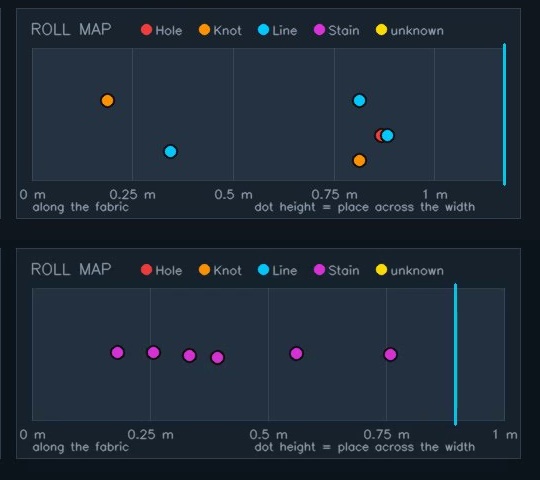 ROLL MAP Hole Knot Line Stain unknown
0 m 0.25 m 0.5 m 0.75 m 1 m
along the fabric dot height = place across the width
ROLL MAP Hole Knot Line Stain unknown
0 m 0.25 m 0.5 m 0.75 m 1 m
along the fabric dot height = place across the width